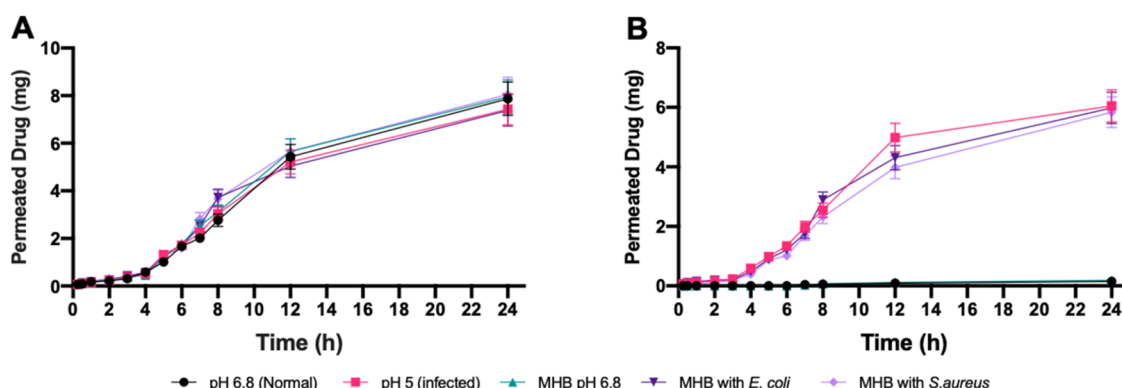 A
Permeated Drug (mg)
10
8
6
4
2
0
0 2 4 6 8 10 12 14 16 18 20 22 24
Time (h)
B
Permeated Drug (mg)
8
6
4
2
0
0 2 4 6 8 10 12 14 16 18 20 22 24
Time (h)
pH 6.8 (Normal) pH 5 (infected) MHB pH 6.8 MHB with E. coli MHB with S.aureus